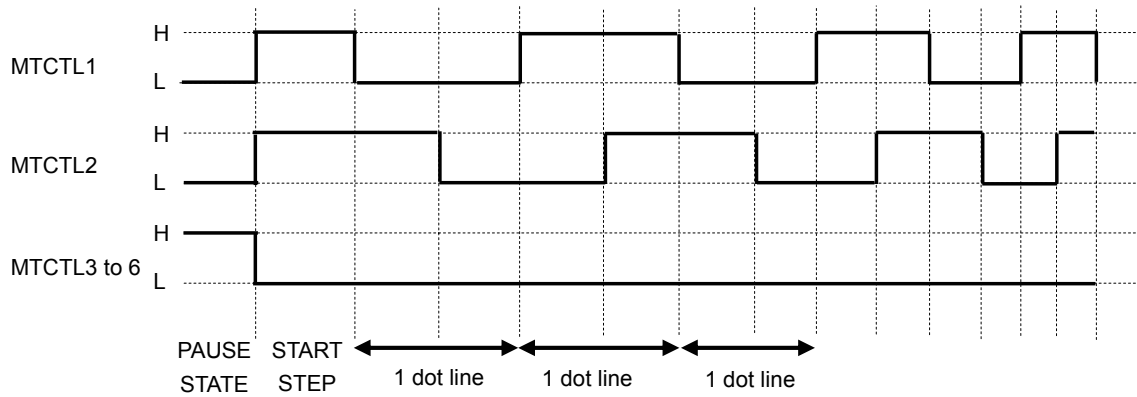 H
MTCTL1
L
H
MTCTL2
L
H
MTCTL3 to 6
L
PAUSE STATE
START STEP
1 dot line
1 dot line
1 dot line